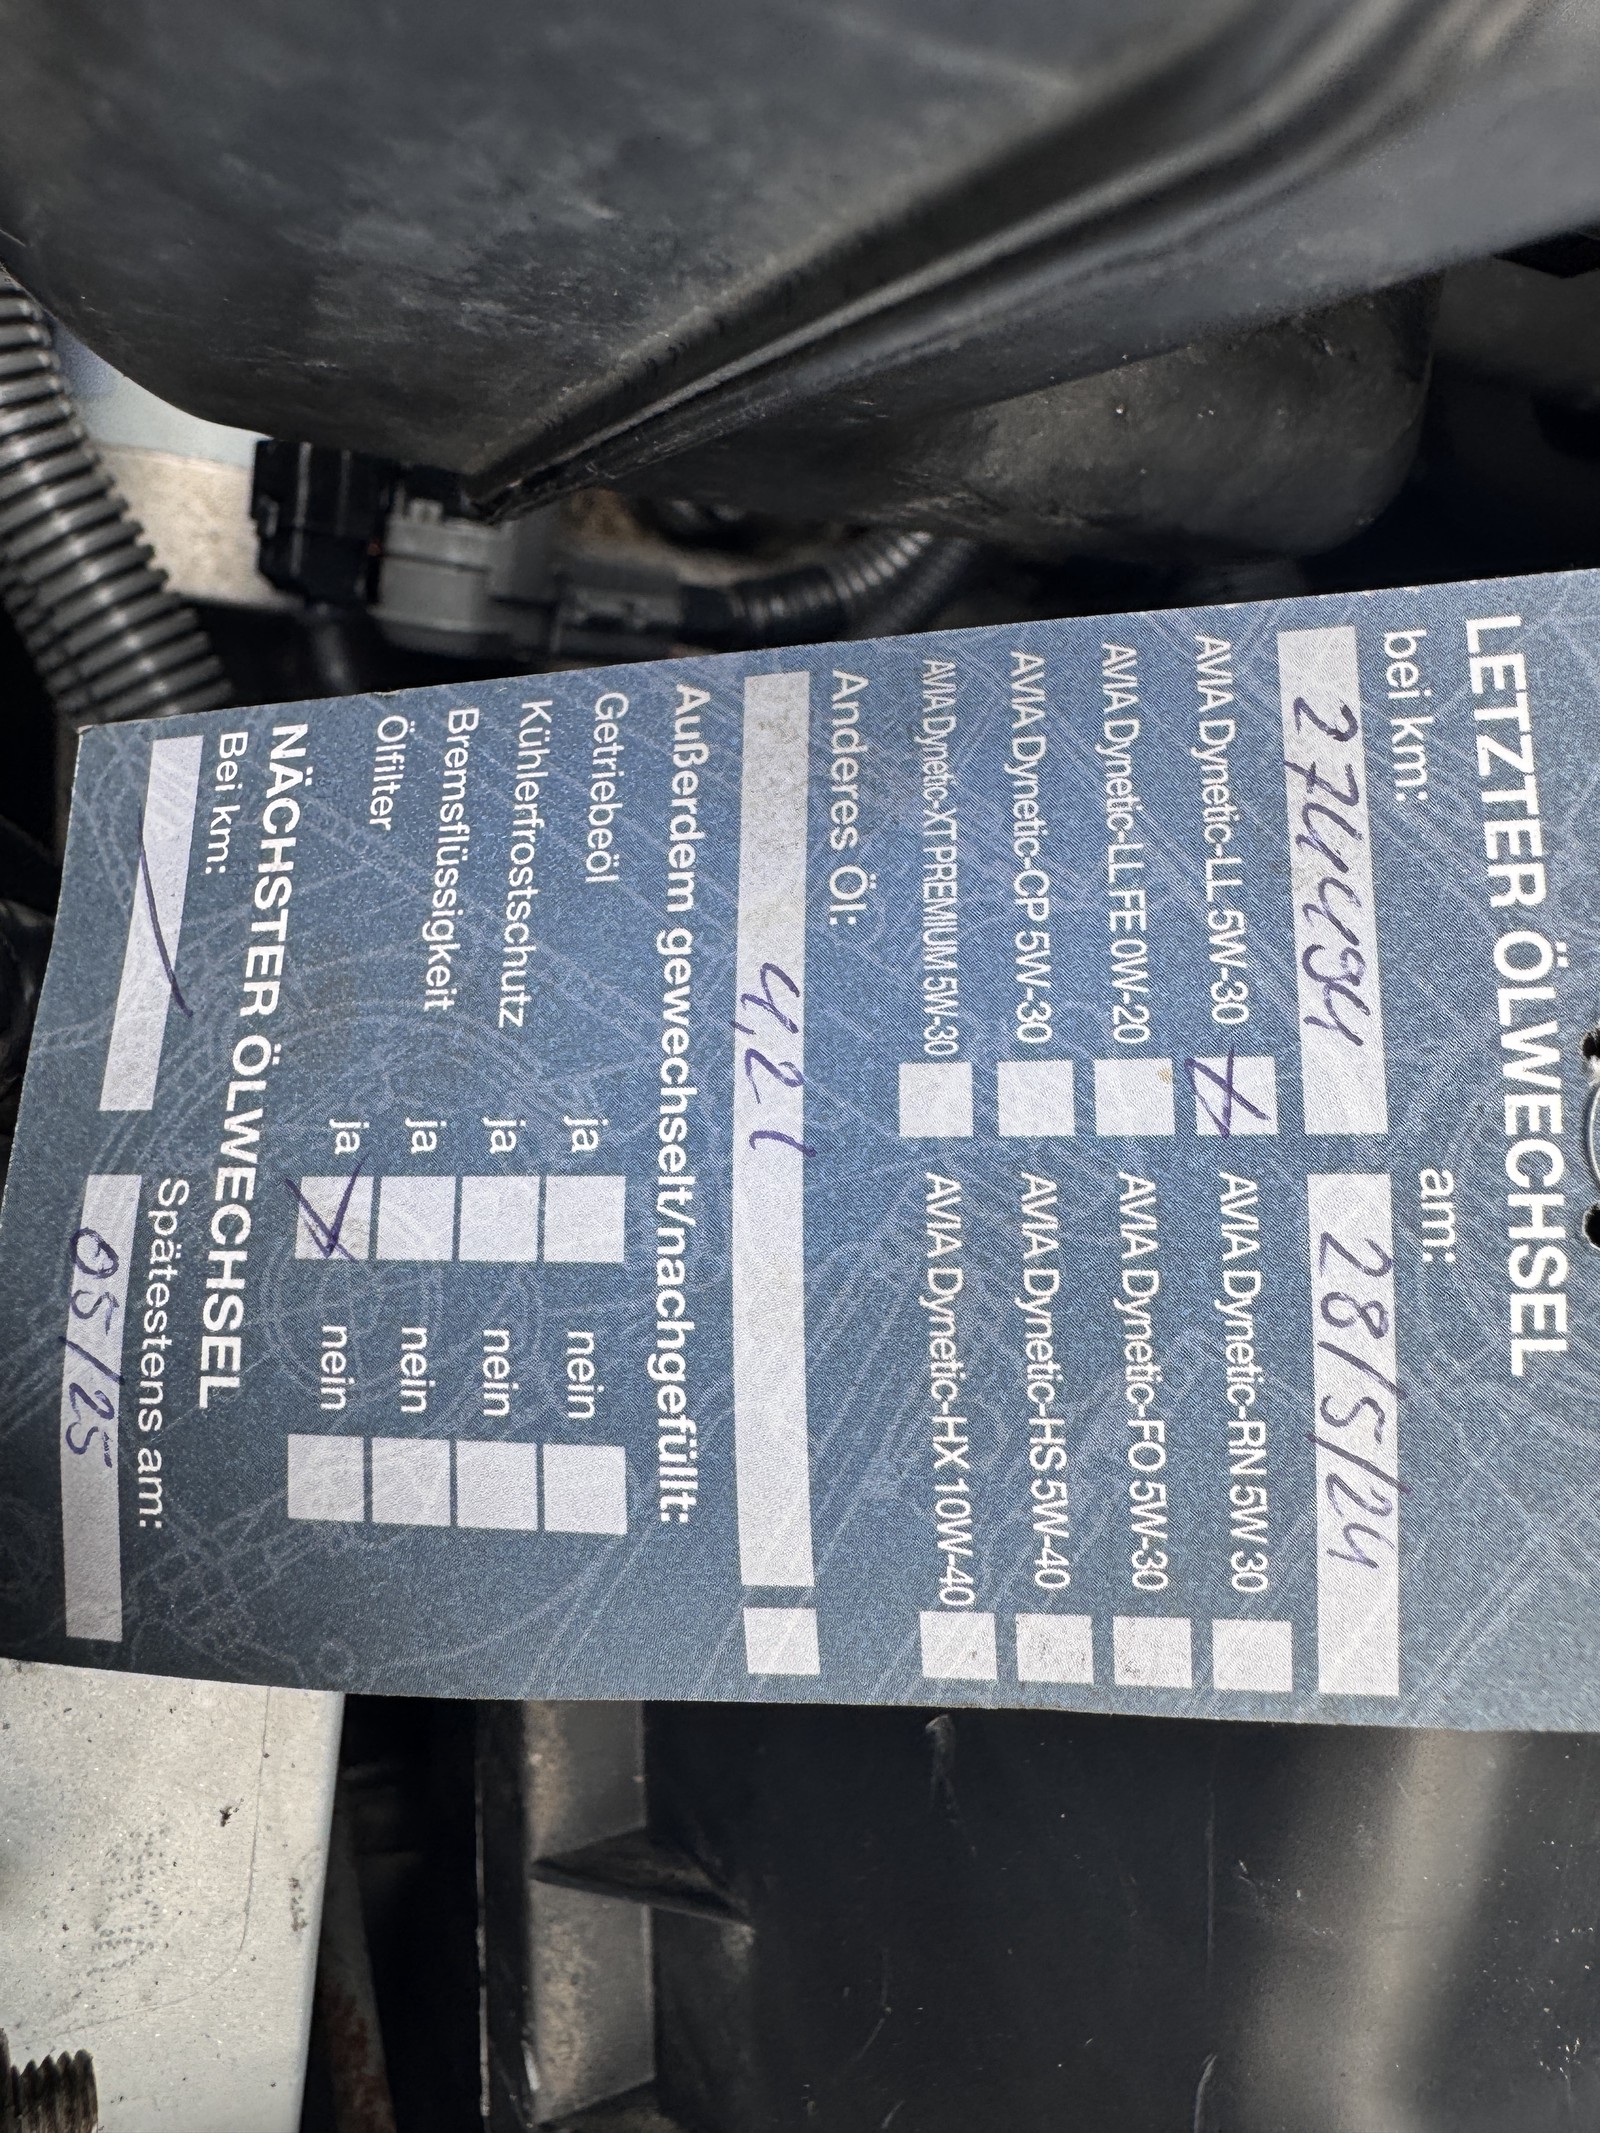 LETZTER ÖLWECHSEL
bei km: am:
274494 28/5/24
AVIA Dynetic-LL 5W-30 AVIA Dynetic-RN 5W 30
AVIA Dynetic-LL FE 0W-20 AVIA Dynetic-FO 5W-30
AVIA Dynetic-CP 5W-30 AVIA Dynetic-HS 5W-40
AVIA Dynetic-XT PREMIUM 5W-30 AVIA Dynetic-HX 10W-40
Anderes Öl:
4,2 l
Außerdem gewechselt/nachgefüllt:
Getriebeöl ja nein
Kühlerfrostschutz ja nein
Bremsflüssigkeit ja nein
Ölfilter ja nein
NÄCHSTER ÖLWECHSEL
Bei km: Spätestens am:
05/25